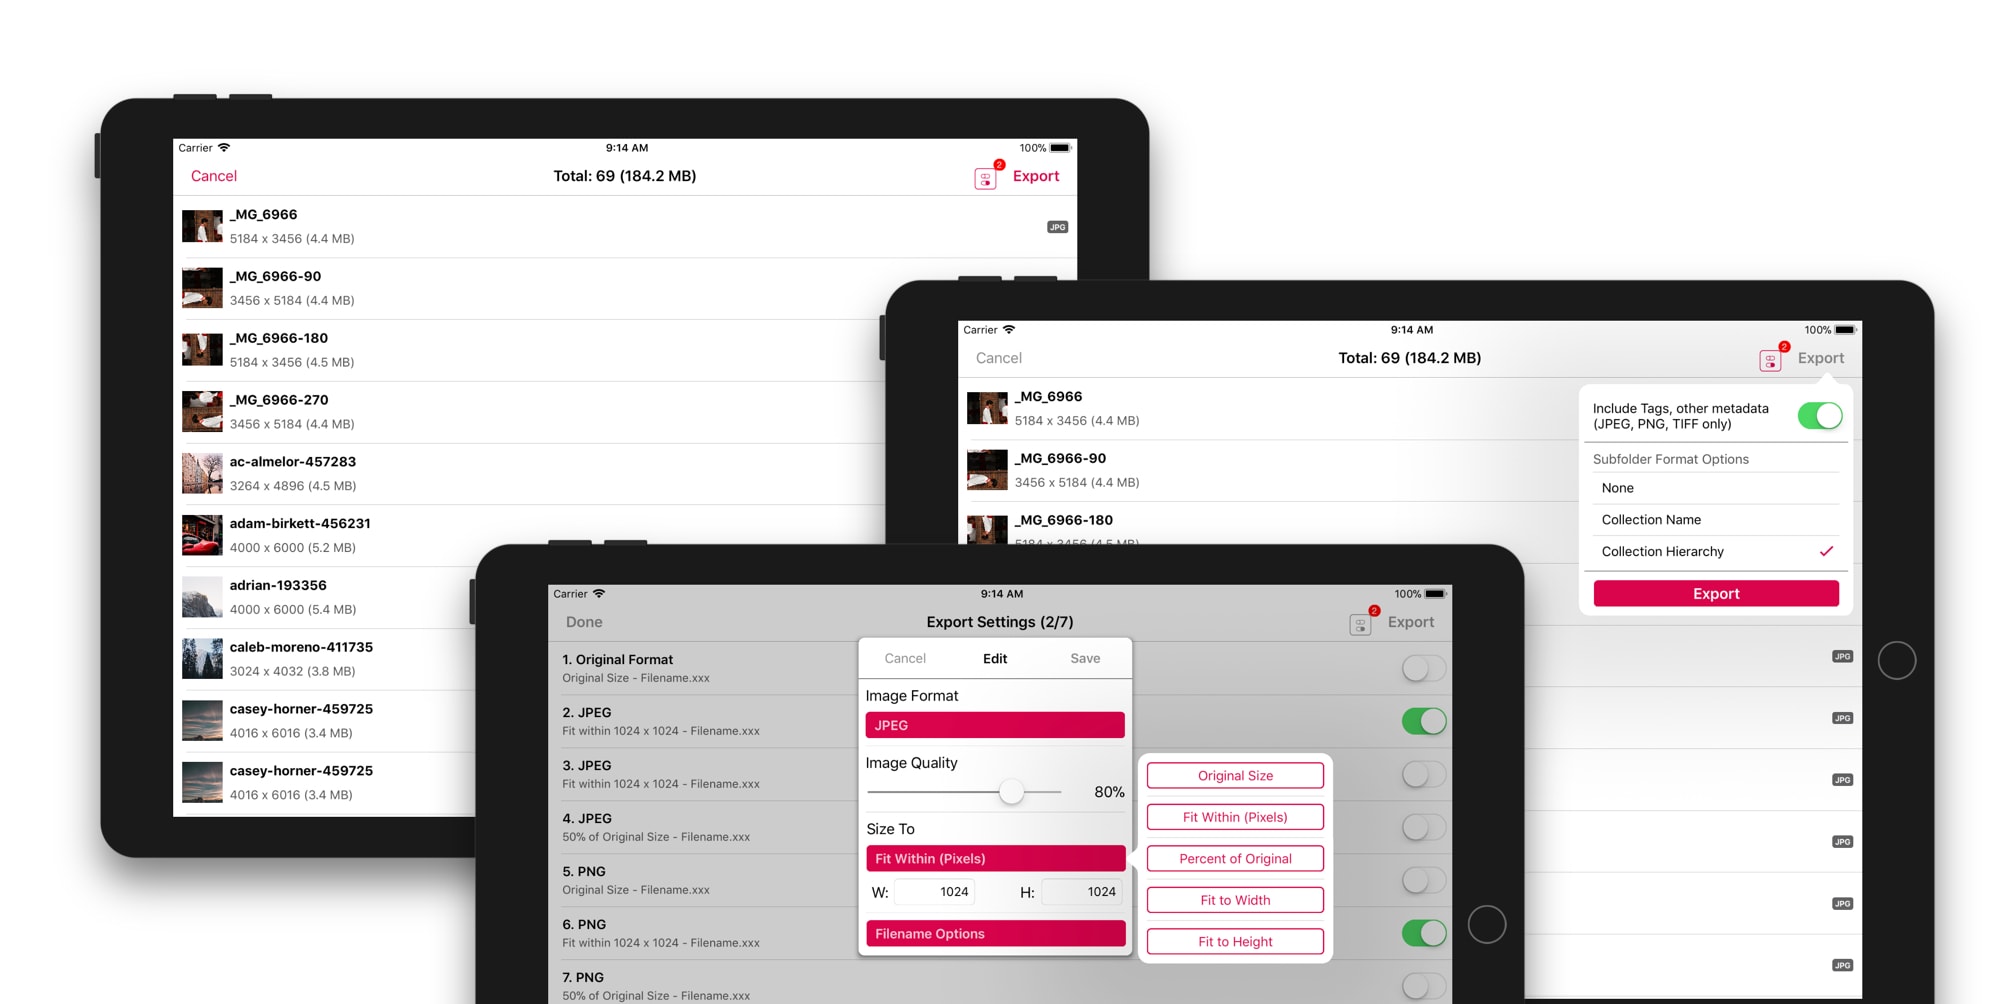 Carrier
9:14 AM
100%
Cancel
Total: 69 (184.2 MB)
2
Export
_MG_6966
5184 x 3456 (4.4 MB)
JPG
_MG_6966-90
3456 x 5184 (4.4 MB)
_MG_6966-180
5184 x 3456 (4.5 MB)
_MG_6966-270
3456 x 5184 (4.4 MB)
ac-almelor-457283
3264 x 4896 (4.5 MB)
adam-birkett-456231
4000 x 6000 (5.2 MB)
adrian-193356
4000 x 6000 (5.4 MB)
caleb-moreno-411735
3024 x 4032 (3.8 MB)
casey-horner-459725
4016 x 6016 (3.4 MB)
casey-horner-459725
4016 x 6016 (3.4 MB)
Carrier
9:14 AM
100%
Cancel
Total: 69 (184.2 MB)
2
Export
_MG_6966
5184 x 3456 (4.4 MB)
_MG_6966-90
3456 x 5184 (4.4 MB)
_MG_6966-180
5184 x 3456 (4.5 MB)
Include Tags, other metadata
(JPEG, PNG, TIFF only)
Subfolder Format Options
None
Collection Name
Collection Hierarchy
Export
JPG
JPG
JPG
JPG
JPG
JPG
Carrier
9:14 AM
100%
Done
Export Settings (2/7)
2
Export
1. Original Format
Original Size - Filename.xxx
2. JPEG
Fit within 1024 x 1024 - Filename.xxx
3. JPEG
Fit within 1024 x 1024 - Filename.xxx
4. JPEG
50% of Original Size - Filename.xxx
5. PNG
Original Size - Filename.xxx
6. PNG
Fit within 1024 x 1024 - Filename.xxx
7. PNG
50% of Original Size - Filename.xxx
Cancel
Edit
Save
Image Format
JPEG
Image Quality
80%
Size To
Fit Within (Pixels)
W: 1024 H: 1024
Filename Options
Original Size
Fit Within (Pixels)
Percent of Original
Fit to Width
Fit to Height